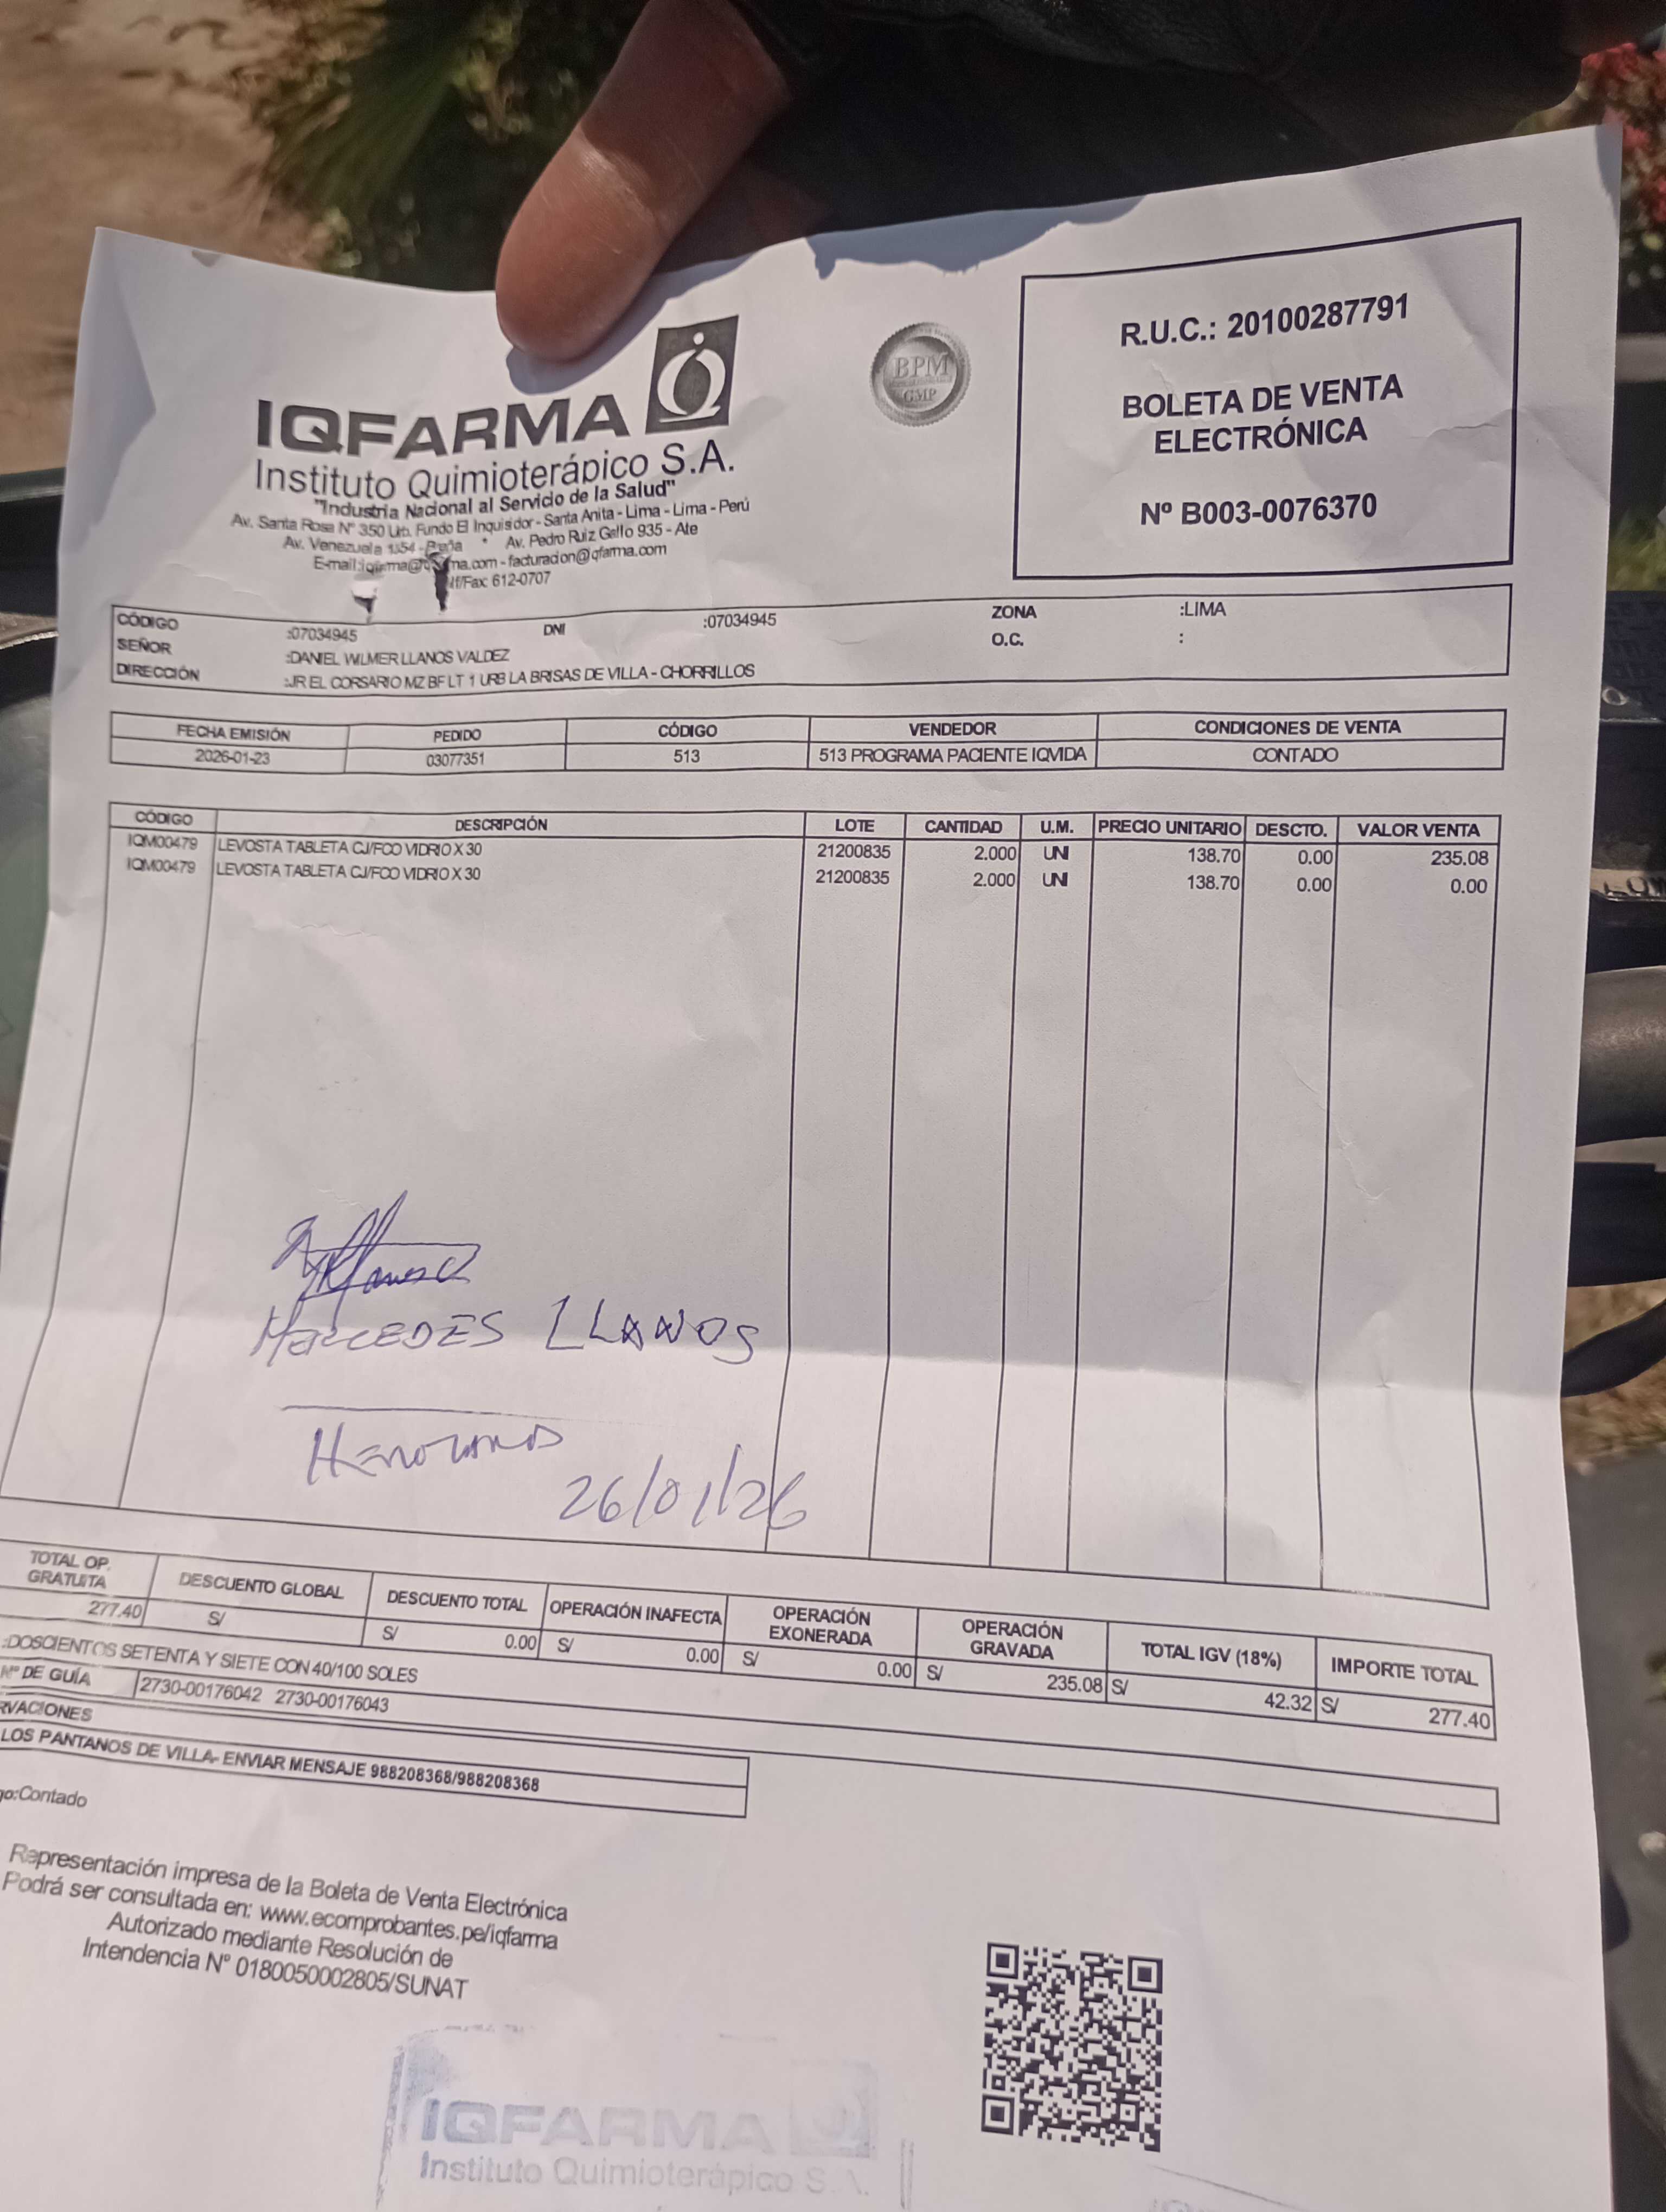 IQFARMA
Instituto Quimioterápico S.A.
"Industria Nacional al Servicio de la Salud"
Av. Santa Rosa N° 350 Urb. Fundo El Inquisidor - Santa Anita - Lima - Lima - Perú
Av. Venezuela 1354 - * Av. Pedro Ruiz Gallo 935 - Ate
E-mail: - facturacion@iqfarma.com
lf/Fax: 612-0707
BPM
GMP
R.U.C.: 20100287791
BOLETA DE VENTA
ELECTRÓNICA
Nº B003-0076370
CÓDIGO :07034945 DNI :07034945 ZONA :LIMA
SEÑOR :DANIEL WILMER LLANOS VALDEZ O.C. :
DIRECCIÓN :JR EL CORSARIO MZ BF LT 1 URB LA BRISAS DE VILLA - CHORRILLOS
FECHA EMISIÓN PEDIDO CÓDIGO VENDEDOR CONDICIONES DE VENTA
2026-01-23 03077351 513 513 PROGRAMA PACIENTE IQVIDA CONTADO
CÓDIGO DESCRIPCIÓN LOTE CANTIDAD U.M. PRECIO UNITARIO DESCTO. VALOR VENTA
IQM00479 LEVOSTA TABLETA CJ/FCO VIDRIO X 30 21200835 2.000 UNI 138.70 0.00 235.08
IQM00479 LEVOSTA TABLETA CJ/FCO VIDRIO X 30 21200835 2.000 UNI 138.70 0.00 0.00
MERCEDES LLANOS
26/01/26
TOTAL OP. GRATUITA DESCUENTO GLOBAL DESCUENTO TOTAL OPERACIÓN INAFECTA OPERACIÓN EXONERADA OPERACIÓN GRAVADA TOTAL IGV (18%) IMPORTE TOTAL
277.40 S/ S/ 0.00 S/ 0.00 S/ 0.00 S/ 235.08 S/ 42.32 S/ 277.40
:DOSCIENTOS SETENTA Y SIETE CON 40/100 SOLES
Nº DE GUÍA 2730-00176042 2730-00176043
RVACIONES
LOS PANTANOS DE VILLA- ENVIAR MENSAJE 988208368/988208368
go:Contado
Representación impresa de la Boleta de Venta Electrónica
Podrá ser consultada en: www.ecomprobantes.pe/iqfarma
Autorizado mediante Resolución de
Intendencia N° 0180050002805/SUNAT
IQFARMA
Instituto Quimioterápico S.A.